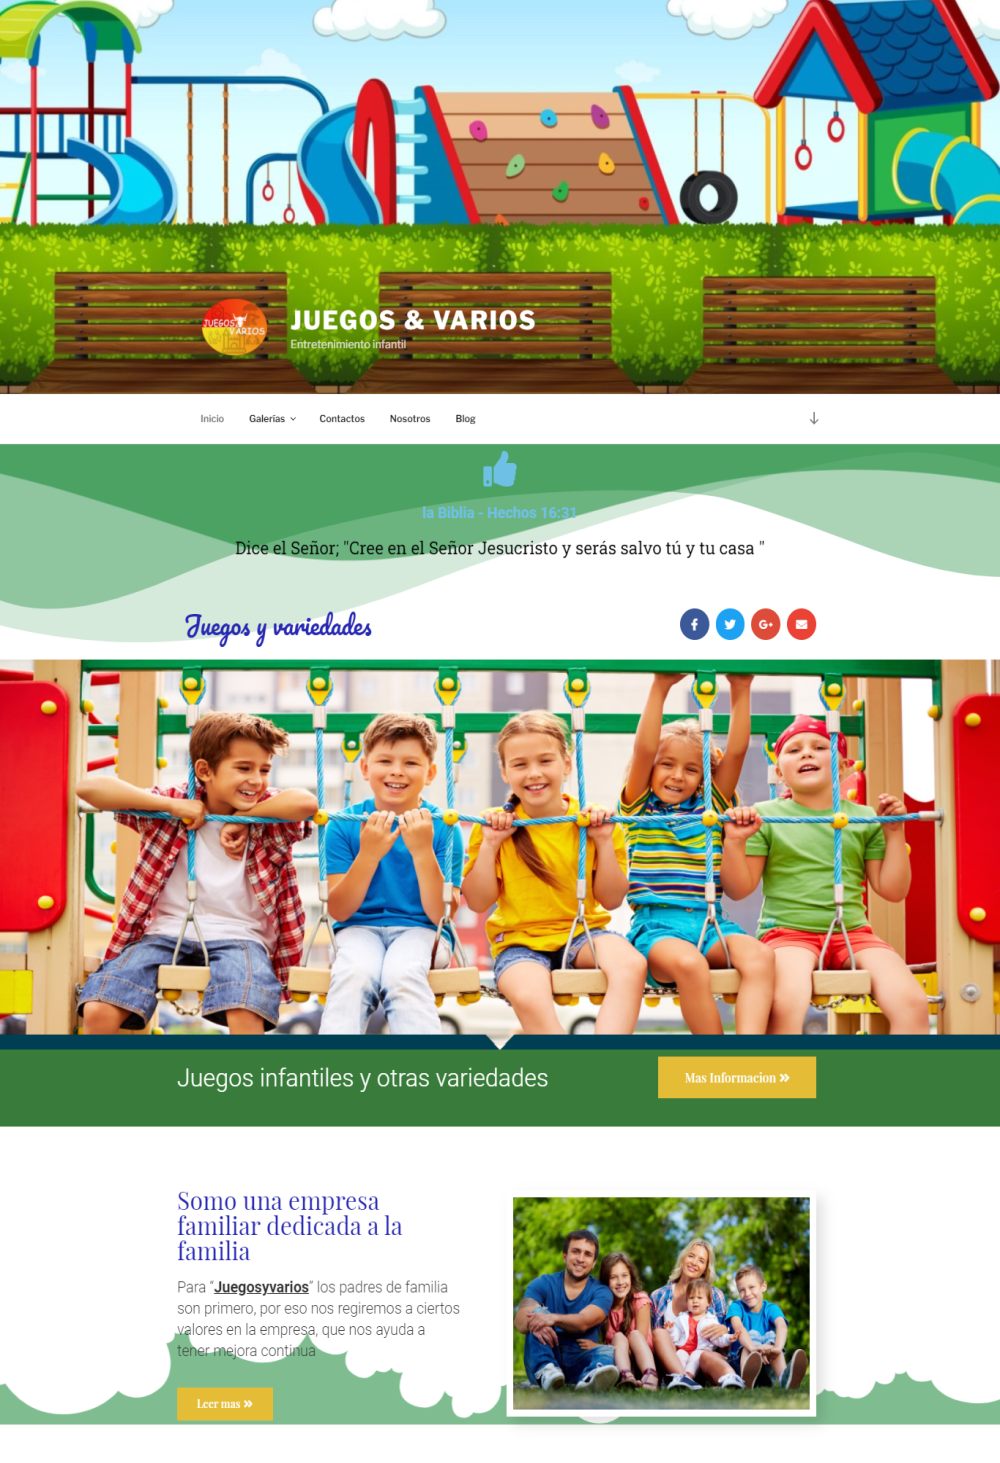 JUEGOS
VARIOS
JUEGOS & VARIOS
Entretenimiento infantil
Inicio
Galerías
Contactos
Nosotros
Blog
la Biblia - Hechos 16:31
Dice el Señor; "Cree en el Señor Jesucristo y serás salvo tú y tu casa "
Juegos y variedades
Juegos infantiles y otras variedades
Mas Informacion
Somo una empresa
familiar dedicada a la
familia
Para “Juegosyvarios” los padres de familia
son primero, por eso nos regiremos a ciertos
valores en la empresa, que nos ayuda a
tener mejora continua
Leer mas